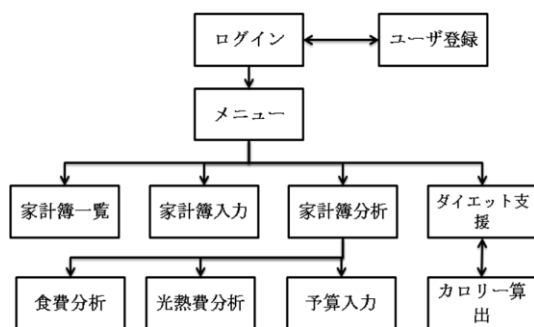 ログイン
ユーザ登録
メニュー
家計簿一覧
家計簿入力
家計簿分析
ダイエット支
援
食費分析
光熱費分析
予算入力
カロリー算
出